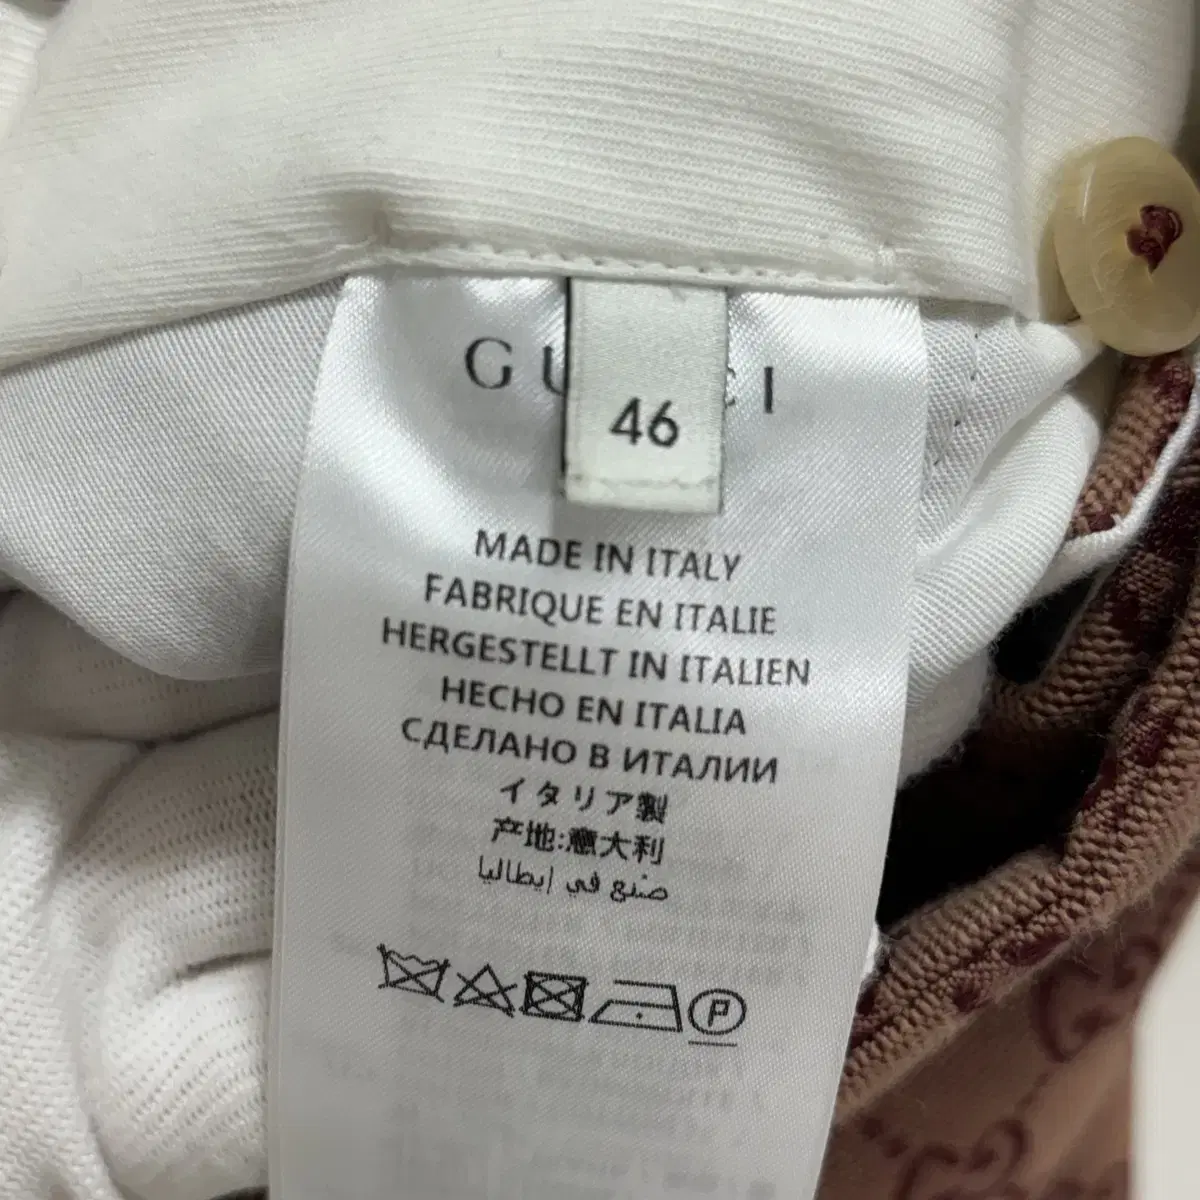 GUCCI
46
MADE IN ITALY
FABRIQUE EN ITALIE
HERGESTELLT IN ITALIEN
HECHO EN ITALIA
СДЕЛАНО В ИТАЛИИ
イタリア製
产地:意大利
صنع في إيطاليا
P